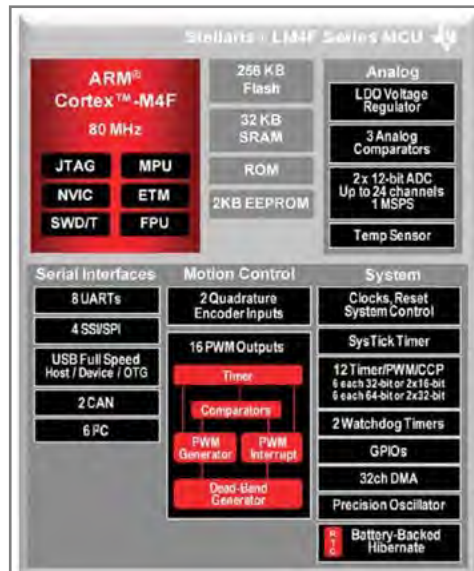 Stellaris® LM4F Series MCU
ARM®
Cortex™-M4F
80 MHz
JTAG
MPU
NVIC
ETM
SWD/T
FPU
256 KB
Flash
32 KB
SRAM
ROM
2KB EEPROM
Analog
LDO Voltage
Regulator
3 Analog
Comparators
2 x 12-bit ADC
Up to 24 channels
1 MSPS
Temp Sensor
Serial Interfaces
8 UARTs
4 SSI/SPI
USB Full Speed
Host / Device / OTG
2 CAN
6 I²C
Motion Control
2 Quadrature
Encoder Inputs
16 PWM Outputs
Timer
Comparators
PWM
Generator
PWM
Interrupt
Dead-Band
Generator
System
Clocks, Reset
System Control
SysTick Timer
12 Timer/PWM/CCP
6 each 32-bit or 2x16-bit
6 each 64-bit or 2x32-bit
2 Watchdog Timers
GPIOs
32ch DMA
Precision Oscillator
RTC
Battery-Backed
Hibernate